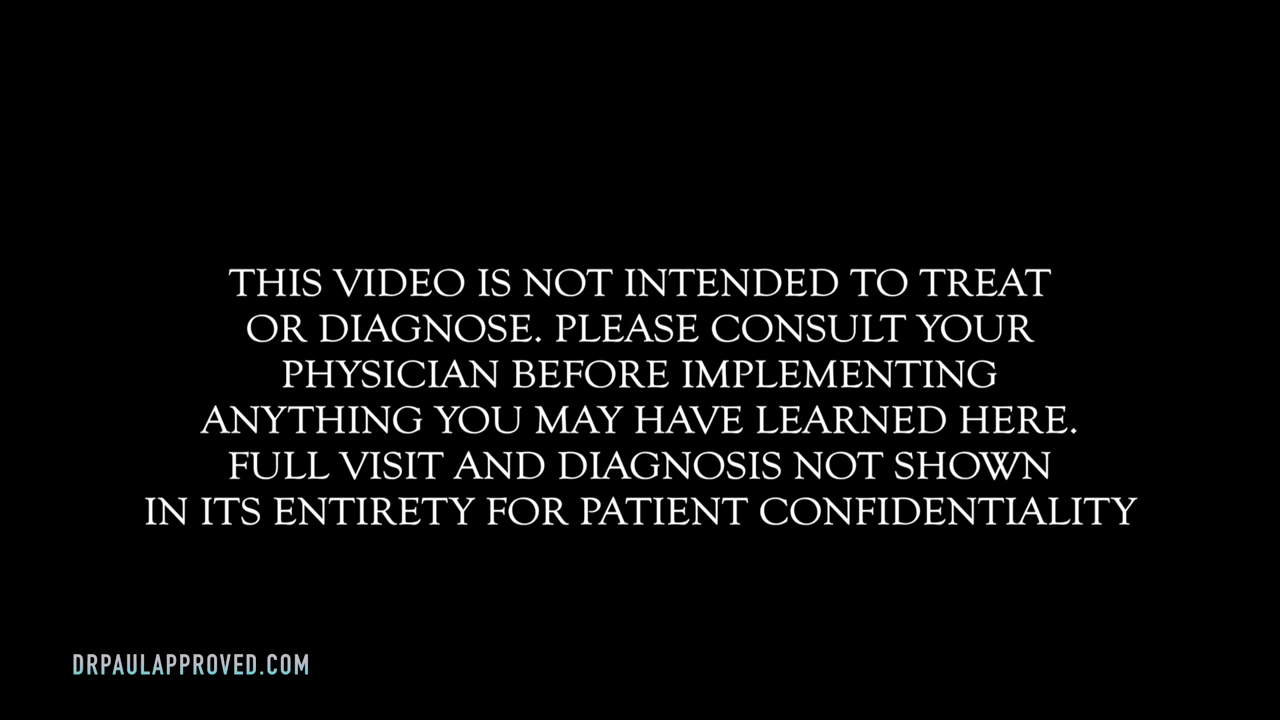 THIS VIDEO IS NOT INTENDED TO TREAT
OR DIAGNOSE. PLEASE CONSULT YOUR
PHYSICIAN BEFORE IMPLEMENTING
ANYTHING YOU MAY HAVE LEARNED HERE.
FULL VISIT AND DIAGNOSIS NOT SHOWN
IN ITS ENTIRETY FOR PATIENT CONFIDENTIALITY
DRPAULAPPROVED.COM